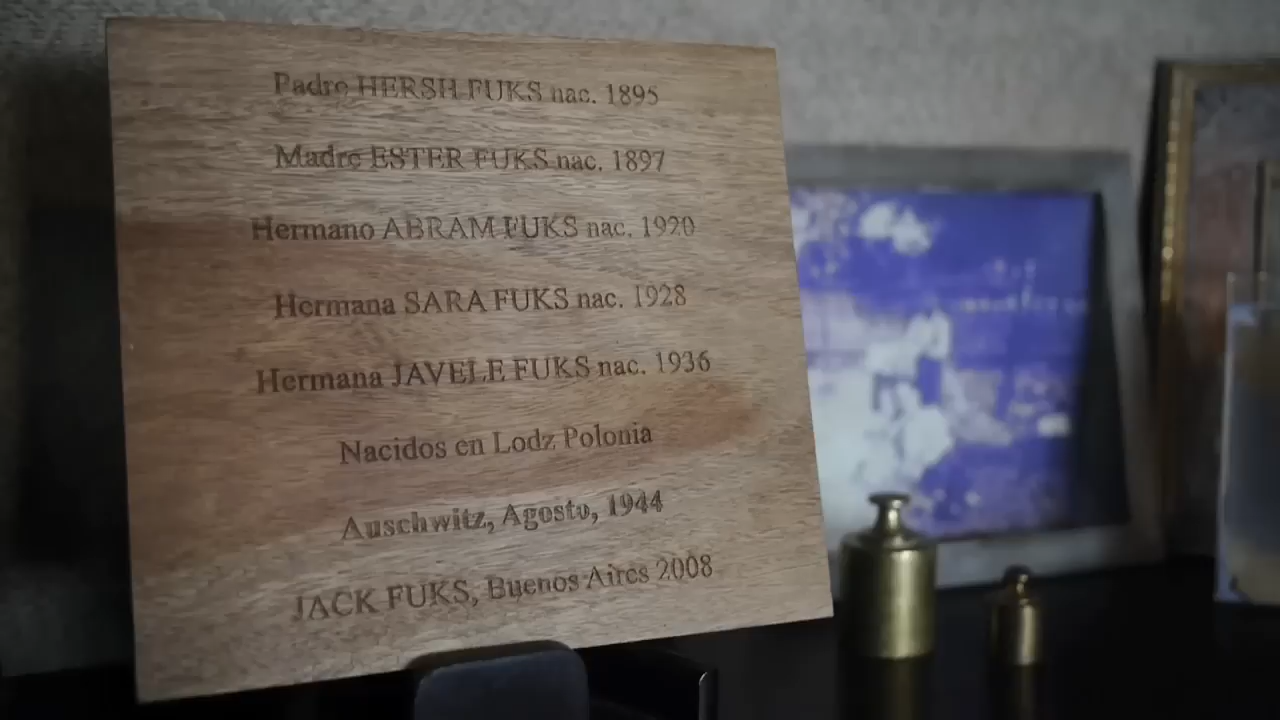 Padre HERSH FUKS nac. 1895
Madre ESTER FUKS nac. 1897
Hermano ABRAM FUKS nac. 1920
Hermana SARA FUKS nac. 1928
Hermana JAVELE FUKS nac. 1936
Nacidos en Lodz Polonia
Auschwitz, Agosto, 1944
JACK FUKS, Buenos Aires 2008